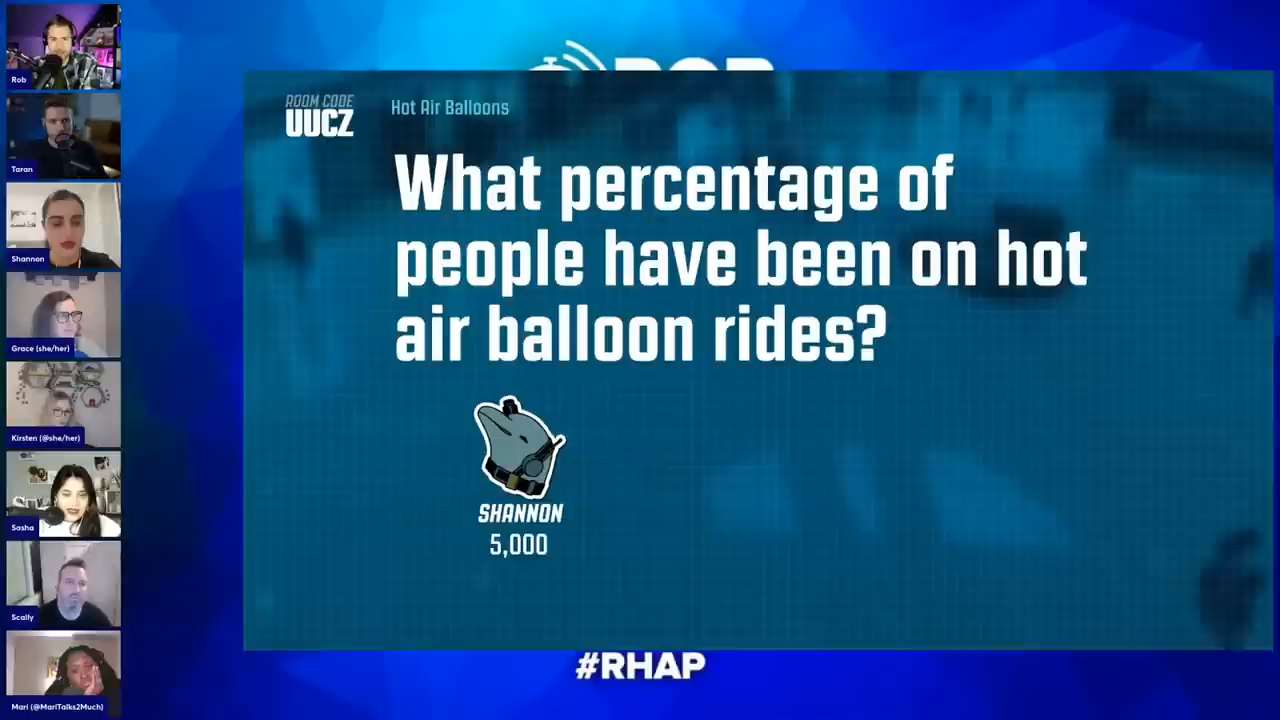 Rob
Taran
Shannon
Grace (she/her)
Kirsten (@she/her)
Sasha
Scally
Mari (@MariTalks2Much)
ROOM CODE
UUCZ
Hot Air Balloons
What percentage of
people have been on hot
air balloon rides?
SHANNON
5,000
#RHAP